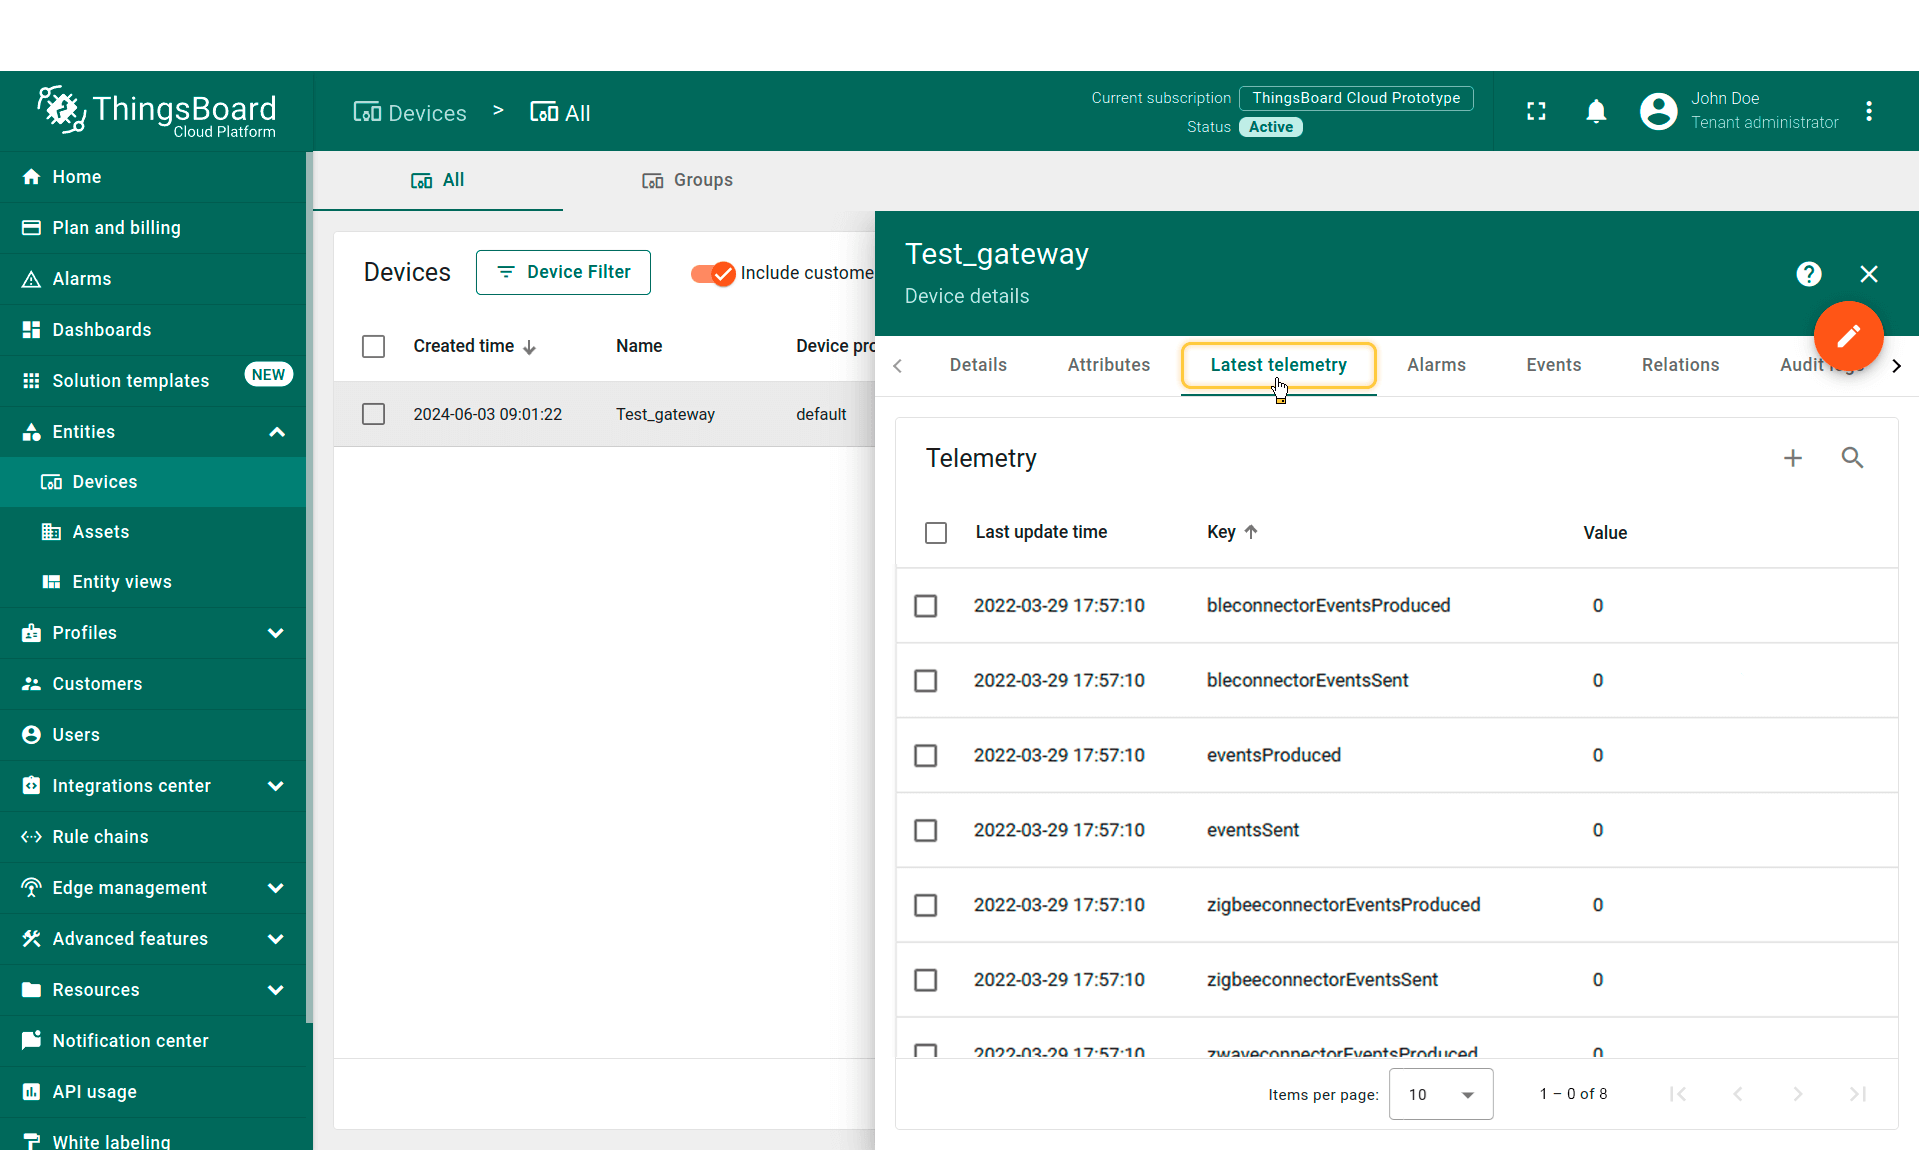 ThingsBoard
Cloud Platform
Devices > All
Current subscription ThingsBoard Cloud Prototype
Status Active
John Doe
Tenant administrator
Home
Plan and billing
Alarms
Dashboards
Solution templates NEW
Entities
Devices
Assets
Entity views
Profiles
Customers
Users
Integrations center
Rule chains
Edge management
Advanced features
Resources
Notification center
API usage
White labeling
All Groups
Devices Device Filter Include custome
Created time Name Device pro
2024-06-03 09:01:22 Test_gateway default
Test_gateway
Device details
Details Attributes Latest telemetry Alarms Events Relations Audit logs
Telemetry
Last update time Key Value
2022-03-29 17:57:10 bleconnectorEventsProduced 0
2022-03-29 17:57:10 bleconnectorEventsSent 0
2022-03-29 17:57:10 eventsProduced 0
2022-03-29 17:57:10 eventsSent 0
2022-03-29 17:57:10 zigbeeconnectorEventsProduced 0
2022-03-29 17:57:10 zigbeeconnectorEventsSent 0
2022-03-29 17:57:10 zwaveconnectorEventsProduced 0
Items per page: 10 1 – 0 of 8